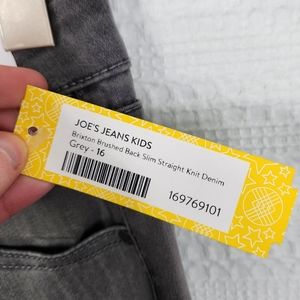 JOE'S JEANS KIDS
Brixton Brushed Back Slim Straight Knit Denim
Grey - 16
169769101